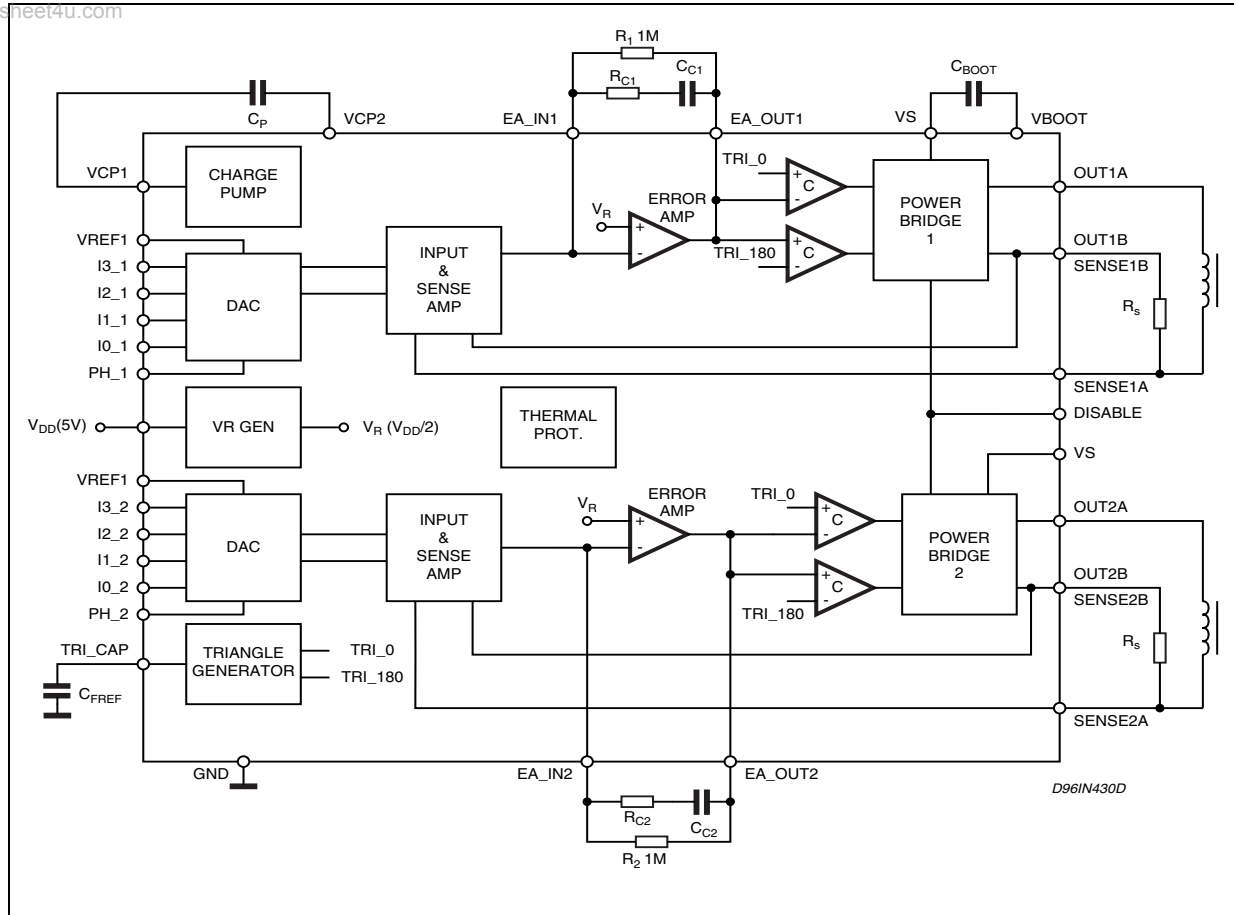 sheet4u.com
R1 1M
RC1
CC1
CBOOT
CP
VCP2
EA_IN1
EA_OUT1
VS
VBOOT
VCP1
CHARGE
PUMP
TRI_0
+
-
C
POWER
BRIDGE
1
OUT1A
VREF1
I3_1
I2_1
I1_1
I0_1
PH_1
DAC
INPUT
&
SENSE
AMP
VR
+
-
ERROR
AMP
TRI_180
+
-
C
OUT1B
SENSE1B
Rs
SENSE1A
DISABLE
VDD(5V)
VR GEN
VR (VDD/2)
THERMAL
PROT.
VS
VREF1
I3_2
I2_2
I1_2
I0_2
PH_2
DAC
INPUT
&
SENSE
AMP
VR
+
-
ERROR
AMP
TRI_0
+
-
C
+
-
C
TRI_180
POWER
BRIDGE
2
OUT2A
OUT2B
SENSE2B
Rs
TRI_CAP
TRIANGLE
GENERATOR
TRI_0
TRI_180
CFREF
SENSE2A
GND
EA_IN2
EA_OUT2
D96IN430D
RC2
CC2
R2 1M